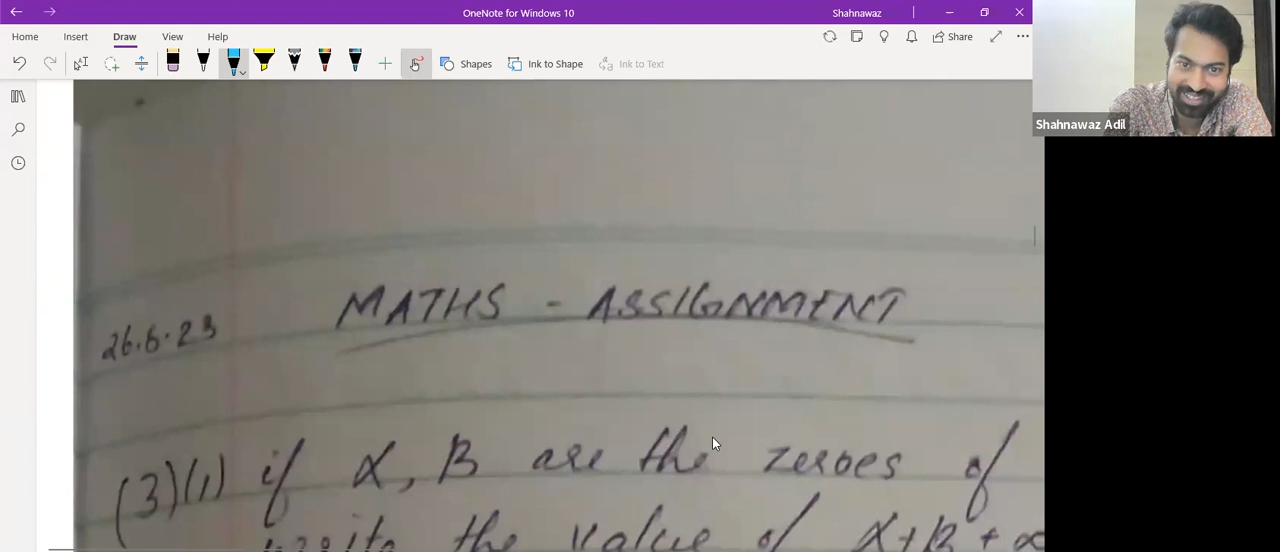 OneNote for Windows 10
Shahnawaz
Home Insert Draw View Help
Share
Shapes Ink to Shape Ink to Text
Shahnawaz Adil
MATHS - ASSIGNMENT
26.6.23
(3)(1) if α, β are the zeroes of
write the value of α+β+α